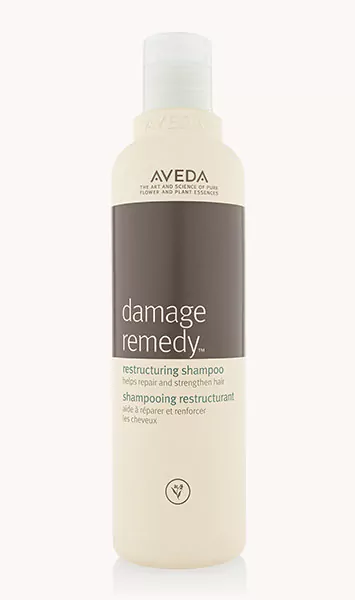 AVEDA
AVEDA
THE ART AND SCIENCE OF PURE
FLOWER AND PLANT ESSENCES
damage
remedy™
restructuring shampoo
helps repair and strengthen hair
shampooing restructurant
aide à réparer et renforcer
les cheveux